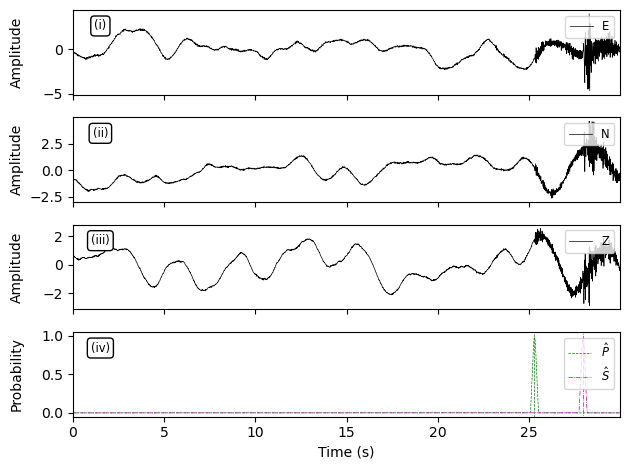 (i)
E
Amplitude
0
−5
(ii)
N
Amplitude
2.5
0.0
−2.5
(iii)
Z
Amplitude
2
0
−2
(iv)
P̂
Ŝ
Probability
1.0
0.5
0.0
0 5 10 15 20 25
Time (s)